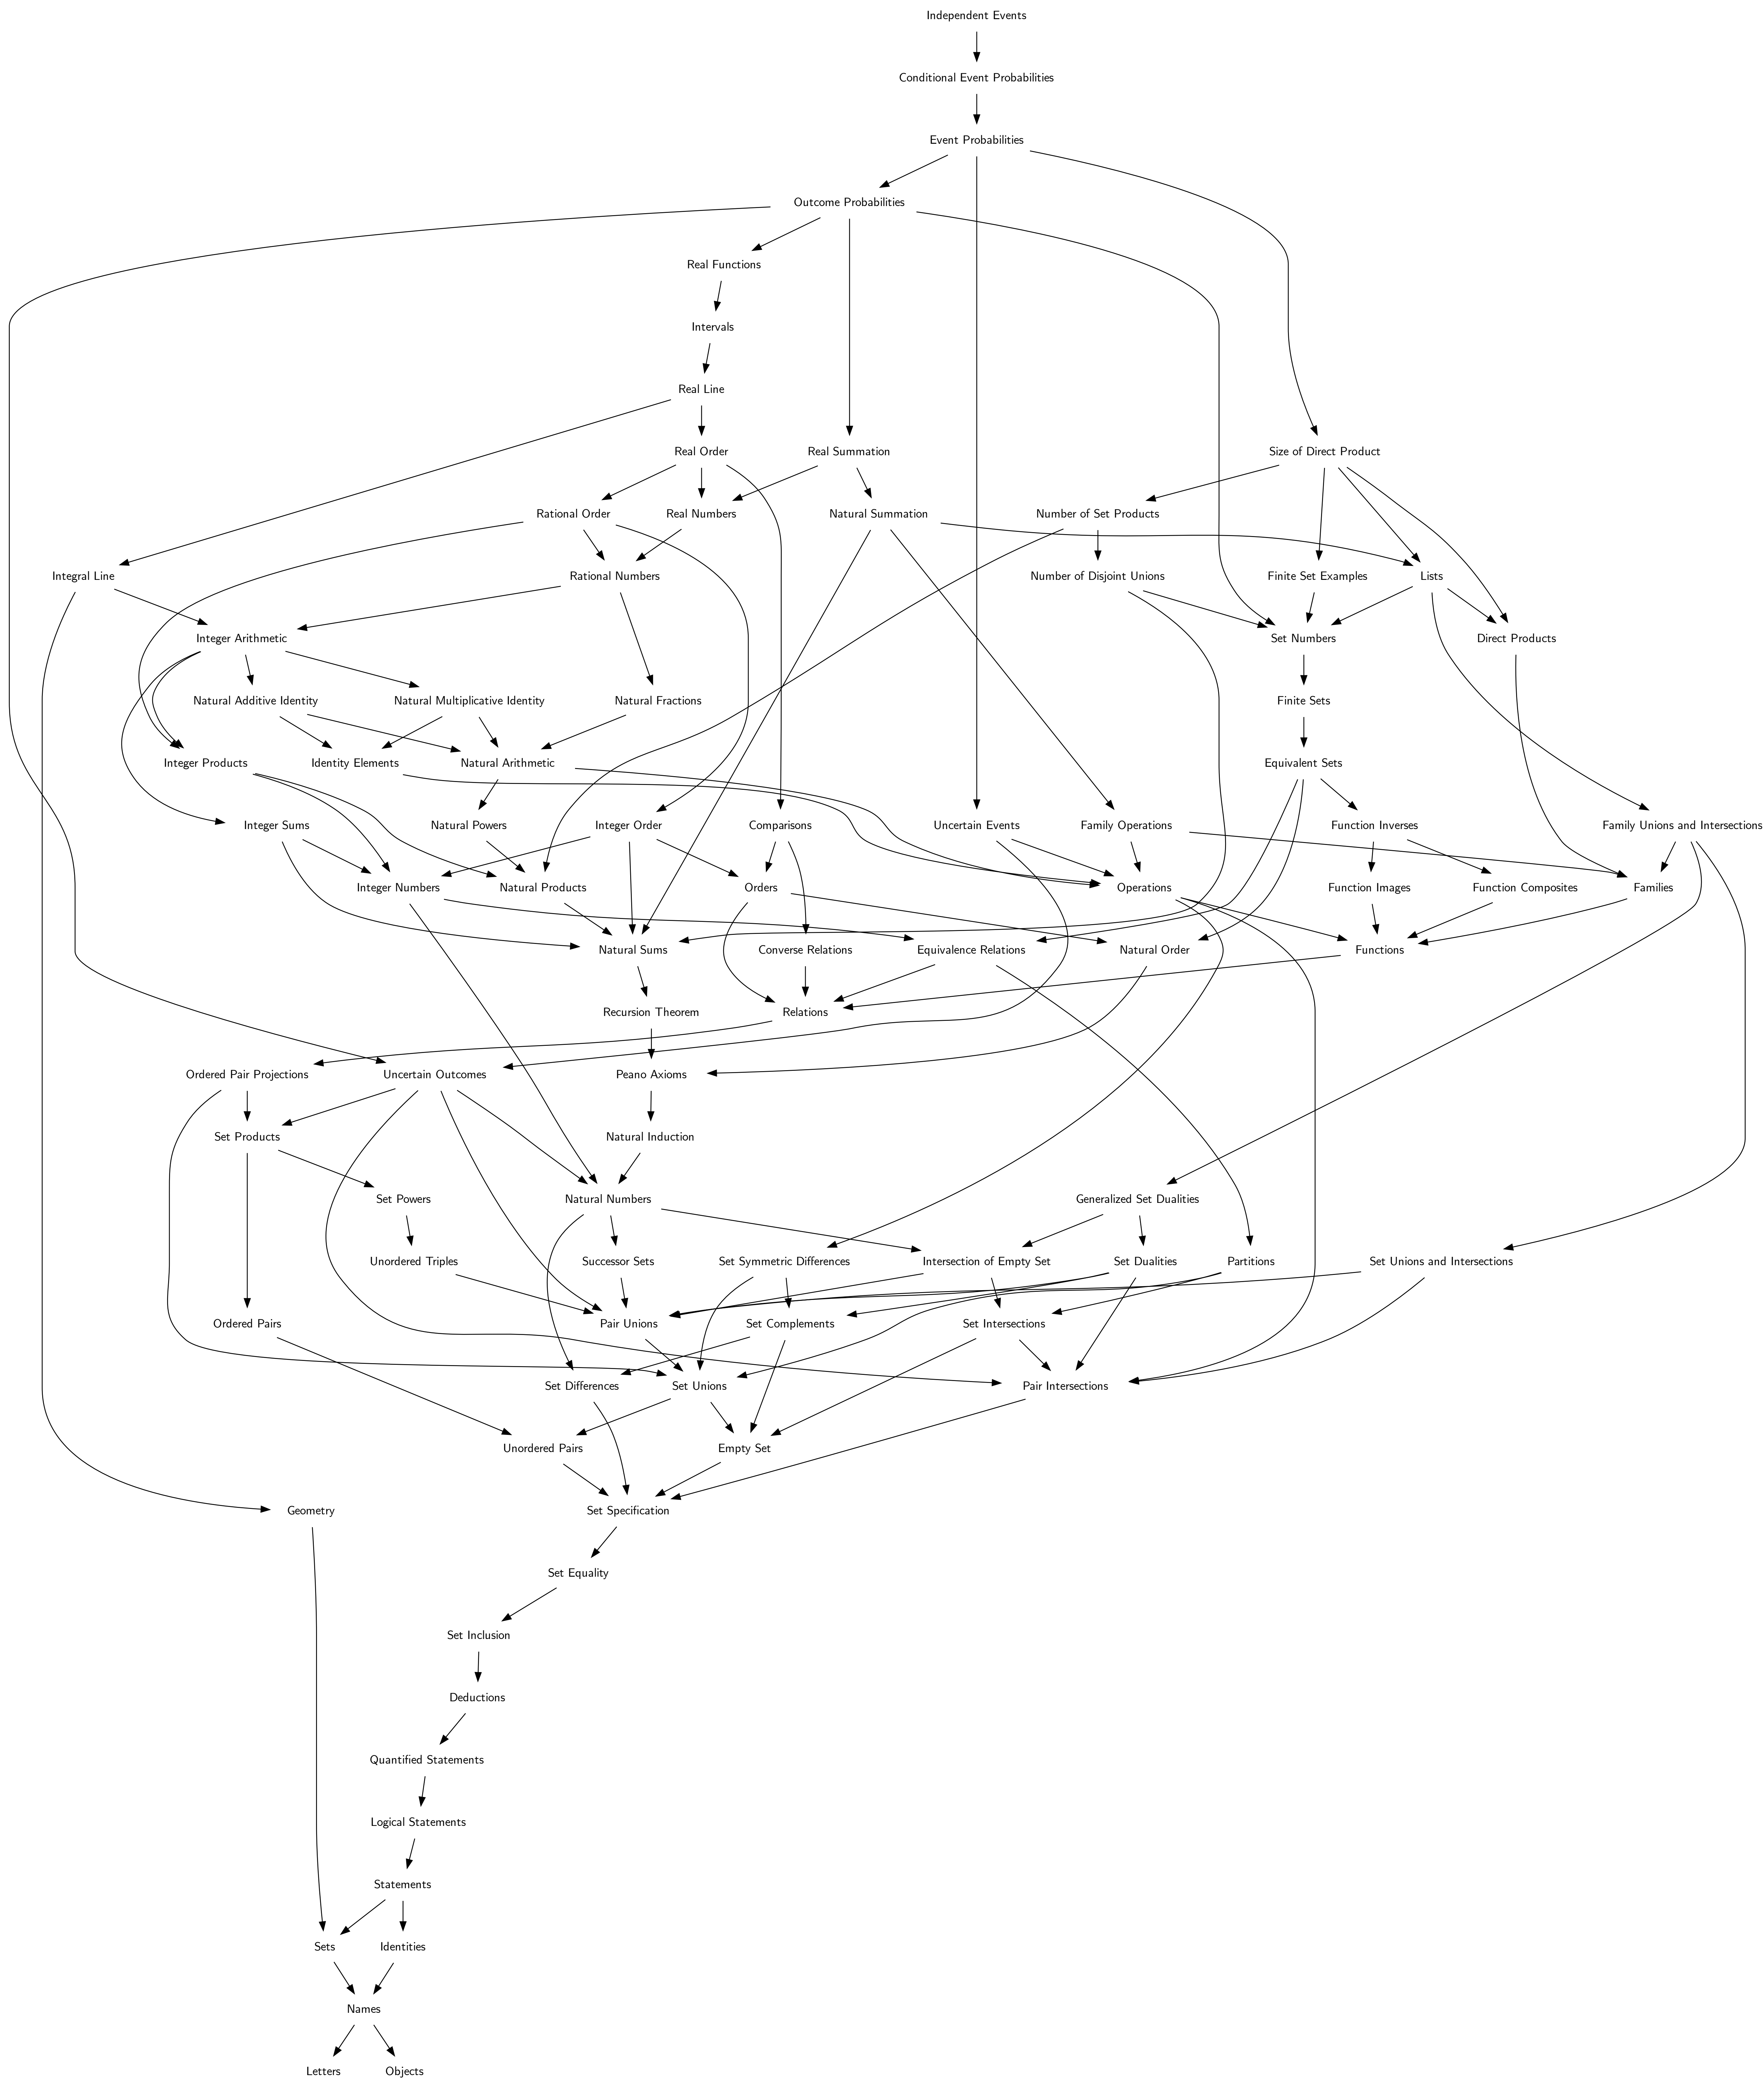 Independent Events
Conditional Event Probabilities
Event Probabilities
Outcome Probabilities
Real Functions
Intervals
Real Line
Real Order
Real Summation
Size of Direct Product
Rational Order
Real Numbers
Natural Summation
Number of Set Products
Integral Line
Rational Numbers
Number of Disjoint Unions
Finite Set Examples
Lists
Integer Arithmetic
Set Numbers
Direct Products
Natural Additive Identity
Natural Multiplicative Identity
Natural Fractions
Finite Sets
Integer Products
Identity Elements
Natural Arithmetic
Equivalent Sets
Integer Sums
Natural Powers
Integer Order
Comparisons
Uncertain Events
Family Operations
Function Inverses
Family Unions and Intersections
Integer Numbers
Natural Products
Orders
Operations
Function Images
Function Composites
Families
Natural Sums
Converse Relations
Equivalence Relations
Natural Order
Functions
Recursion Theorem
Relations
Ordered Pair Projections
Uncertain Outcomes
Peano Axioms
Set Products
Natural Induction
Set Powers
Natural Numbers
Generalized Set Dualities
Unordered Triples
Successor Sets
Set Symmetric Differences
Intersection of Empty Set
Set Dualities
Partitions
Set Unions and Intersections
Ordered Pairs
Pair Unions
Set Complements
Set Intersections
Set Differences
Set Unions
Pair Intersections
Unordered Pairs
Empty Set
Geometry
Set Specification
Set Equality
Set Inclusion
Deductions
Quantified Statements
Logical Statements
Statements
Sets
Identities
Names
Letters
Objects